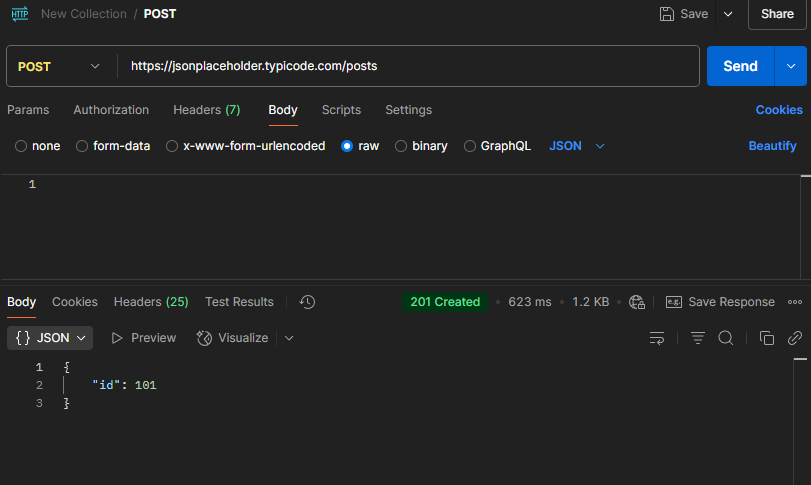 HTTP New Collection / POST Save Share
POST https://jsonplaceholder.typicode.com/posts Send
Params Authorization Headers (7) Body Scripts Settings Cookies
none form-data x-www-form-urlencoded raw binary GraphQL JSON Beautify
1
Body Cookies Headers (25) Test Results 201 Created • 623 ms • 1.2 KB • e.g. Save Response
{} JSON Preview Visualize
1 {
2 "id": 101
3 }